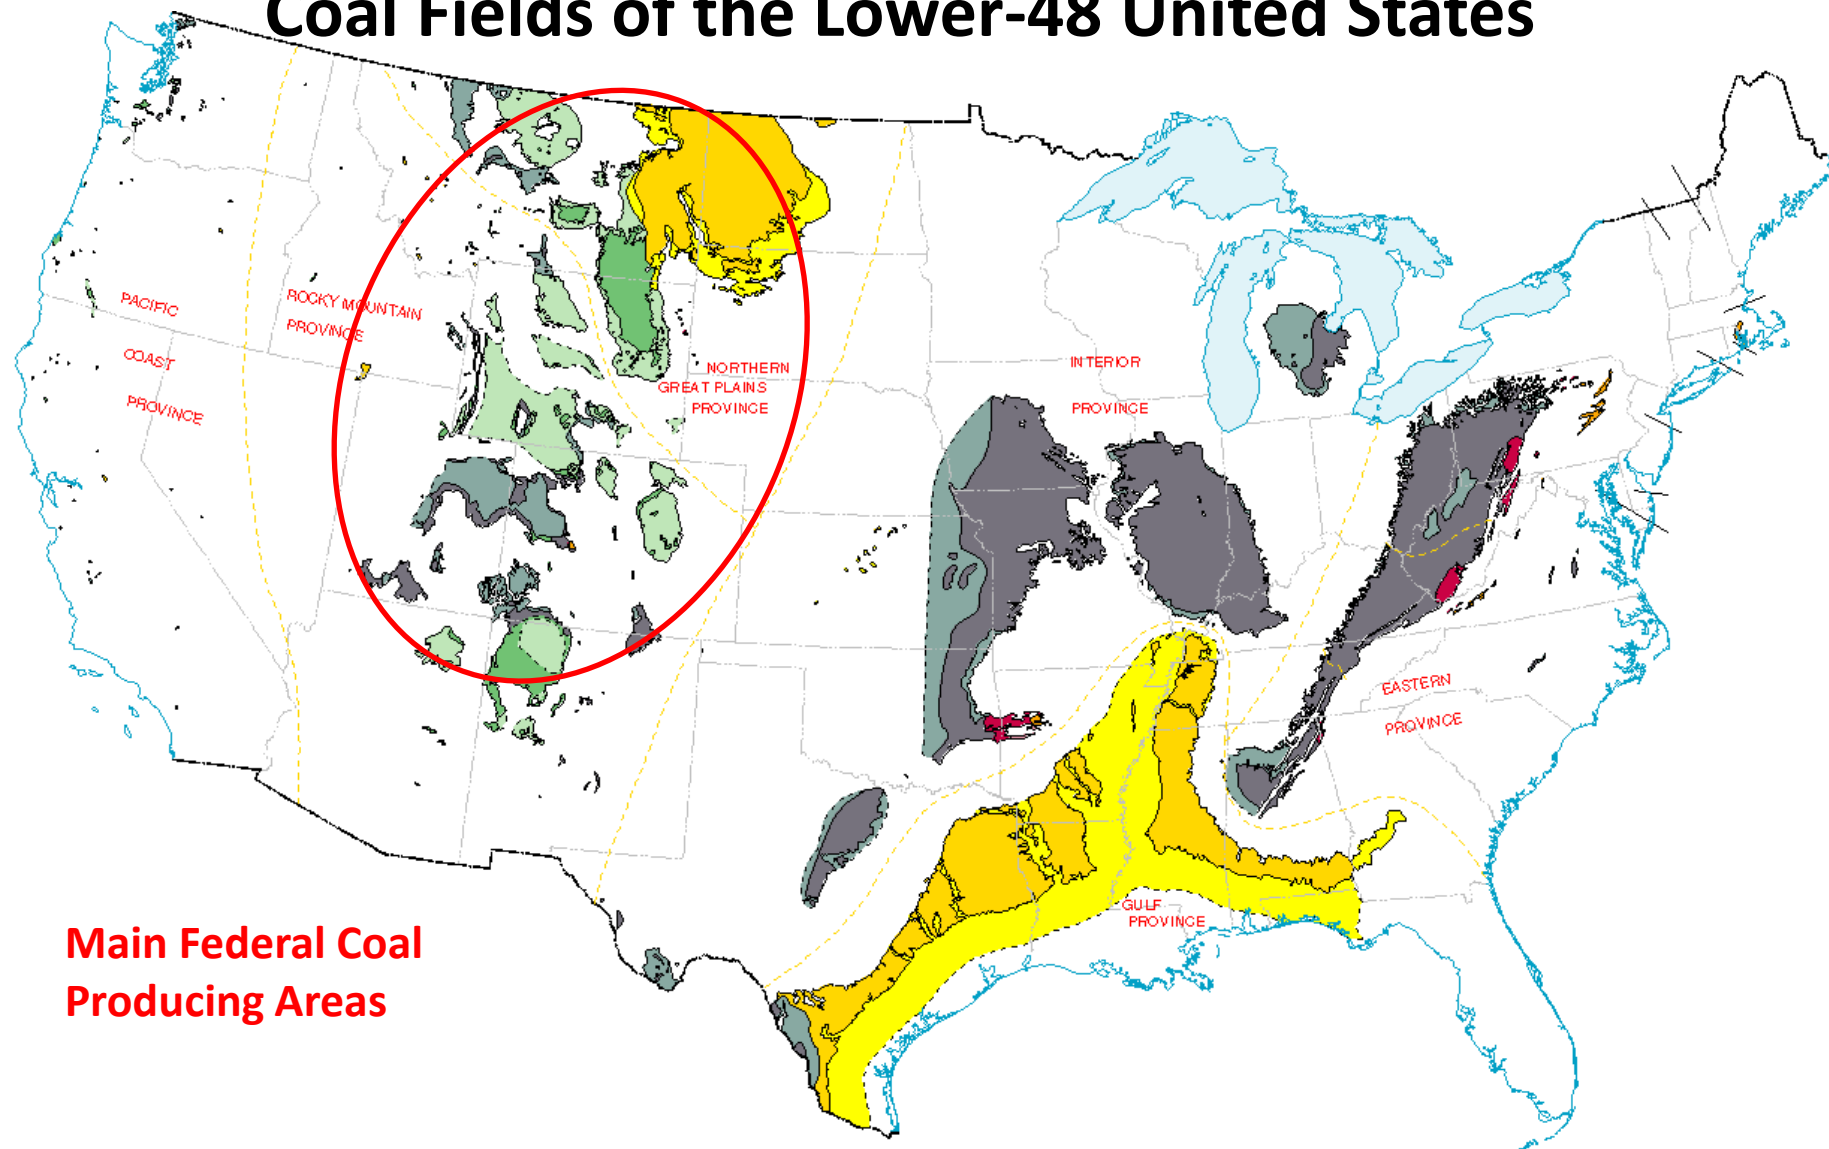 Coal Fields of the Lower-48 United States
PACIFIC
COAST
PROVINCE
ROCKY MOUNTAIN
PROVINCE
NORTHERN
GREAT PLAINS
PROVINCE
INTERIOR
PROVINCE
EASTERN
PROVINCE
GULF
PROVINCE
Main Federal Coal
Producing Areas